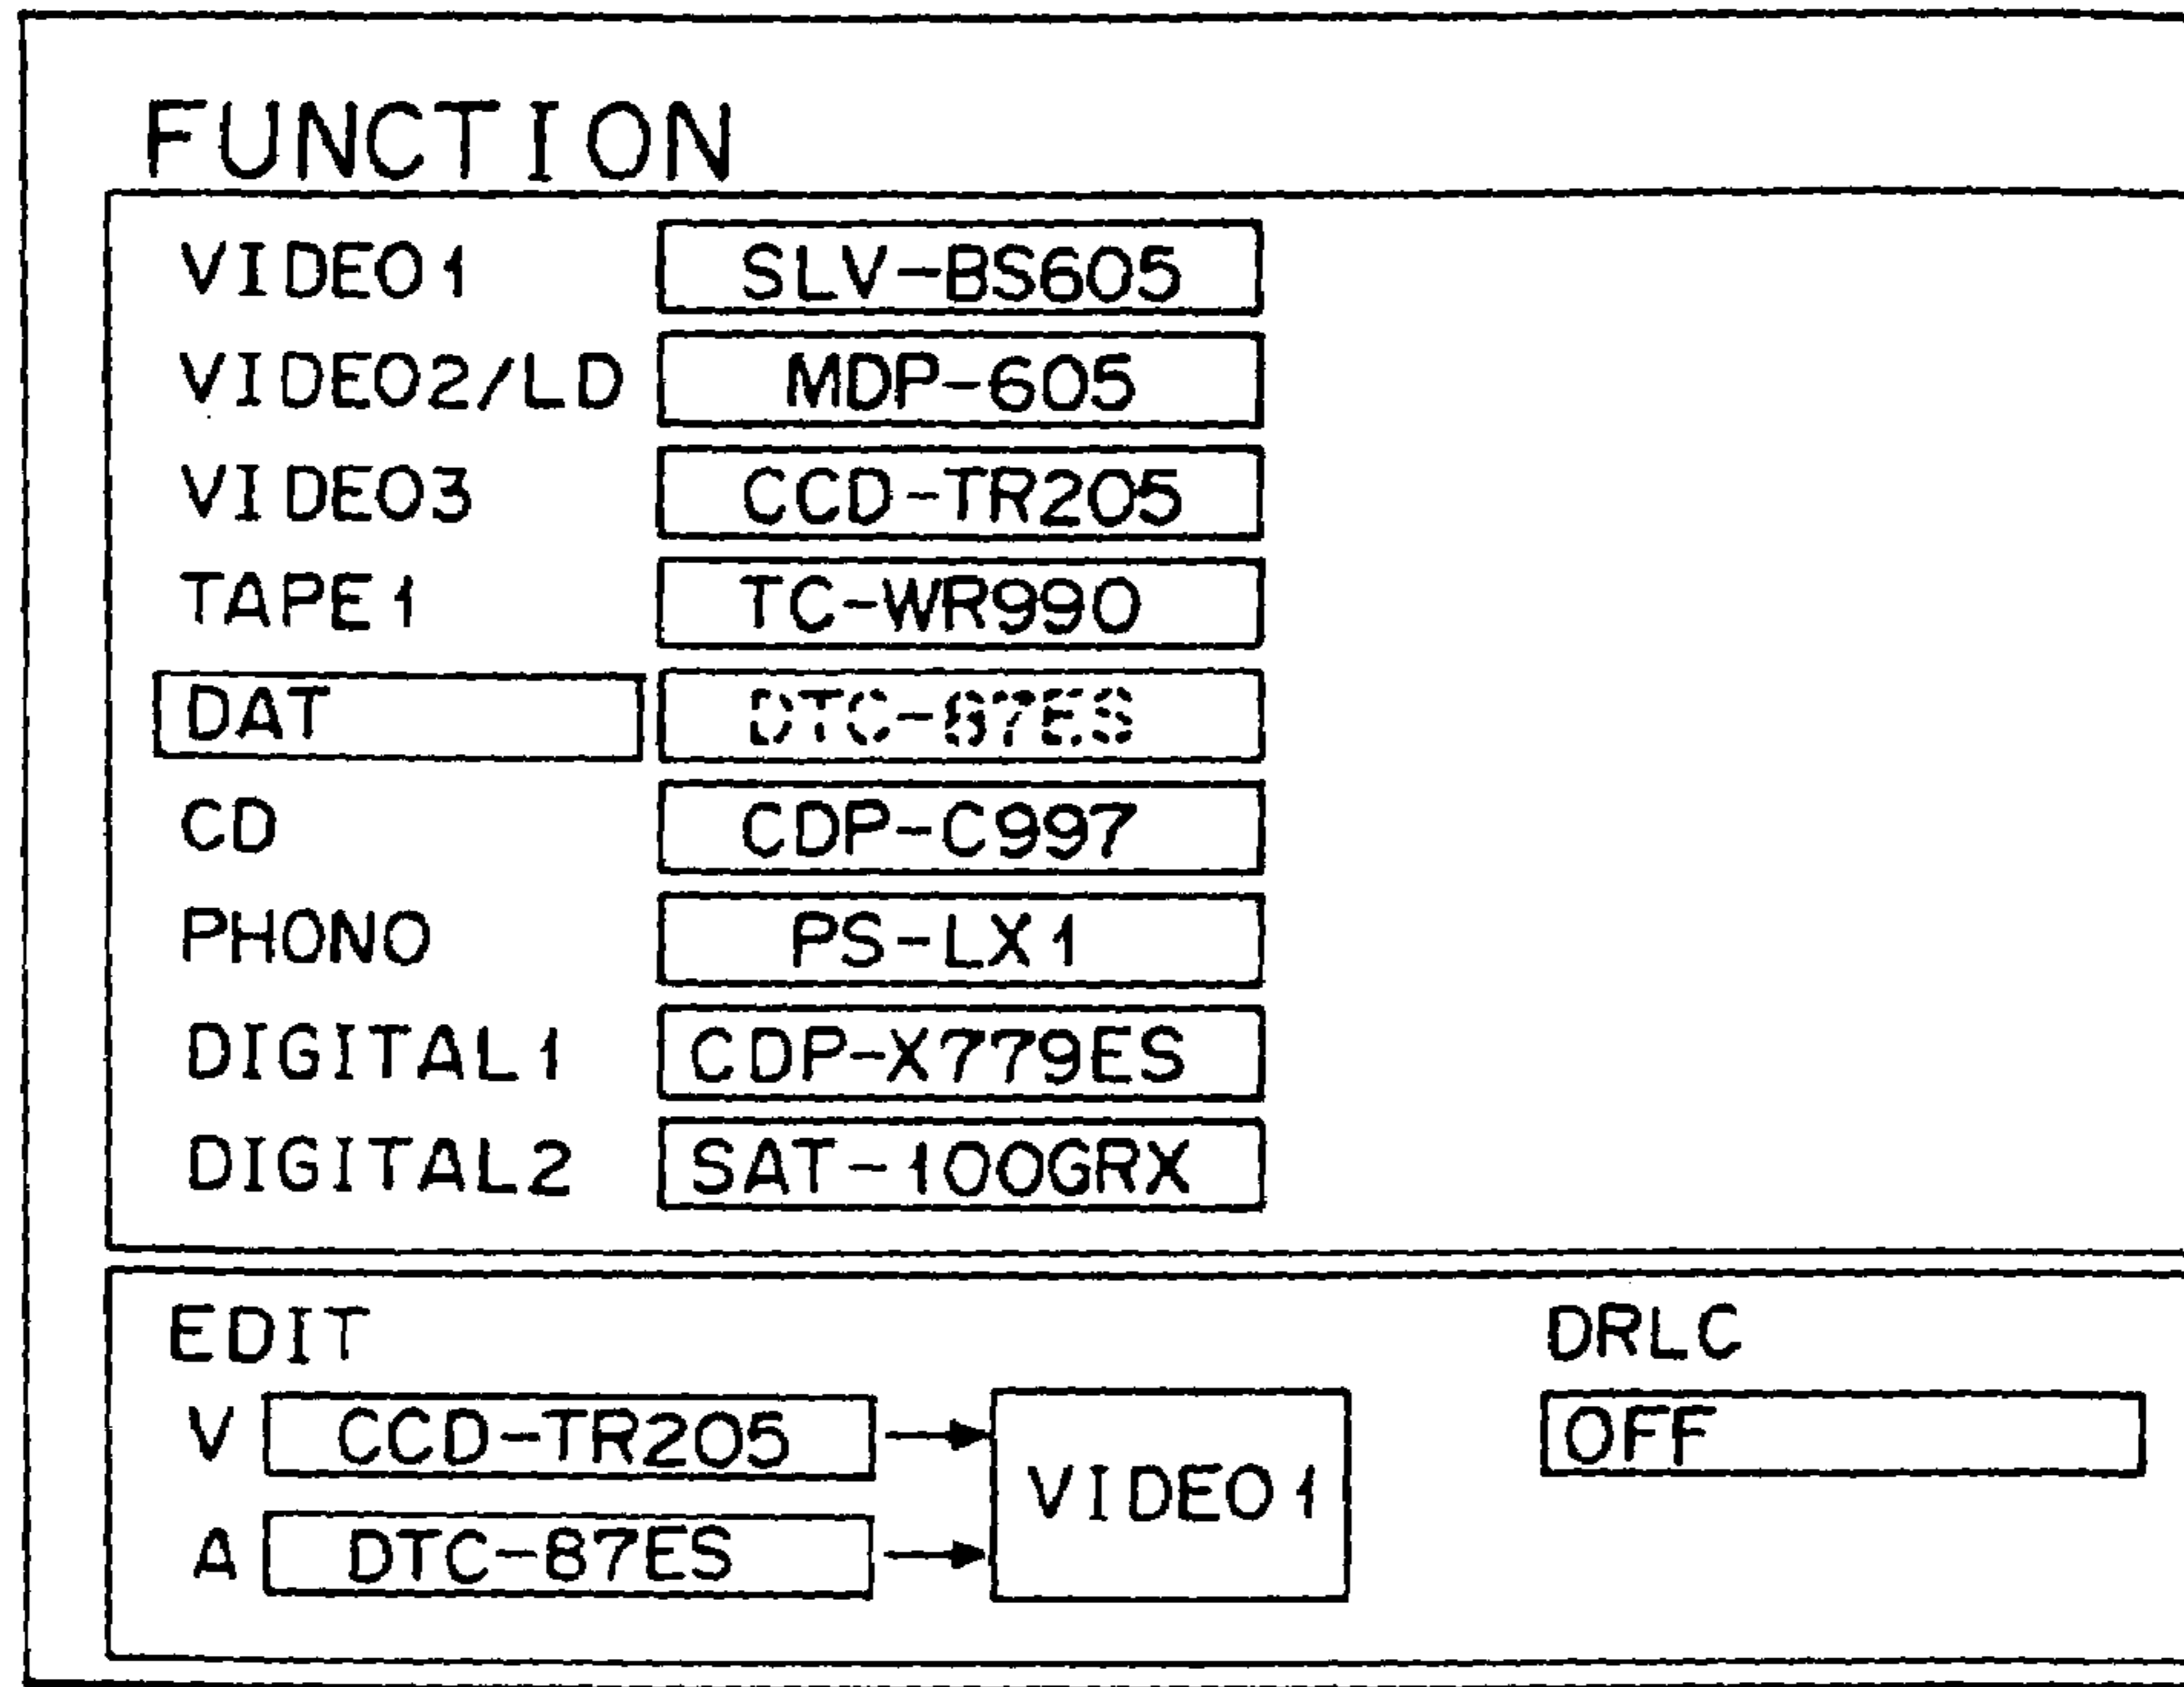 FUNCTION
VIDEO1 SLV-BS605
VIDEO2/LD MDP-605
VIDEO3 CCD-TR205
TAPE1 TC-WR990
DAT DTC-87ES
CD CDP-C997
PHONO PS-LX1
DIGITAL1 CDP-X779ES
DIGITAL2 SAT-100GRX
EDIT DRLC
V CCD-TR205 OFF
VIDEO1
A DTC-87ES